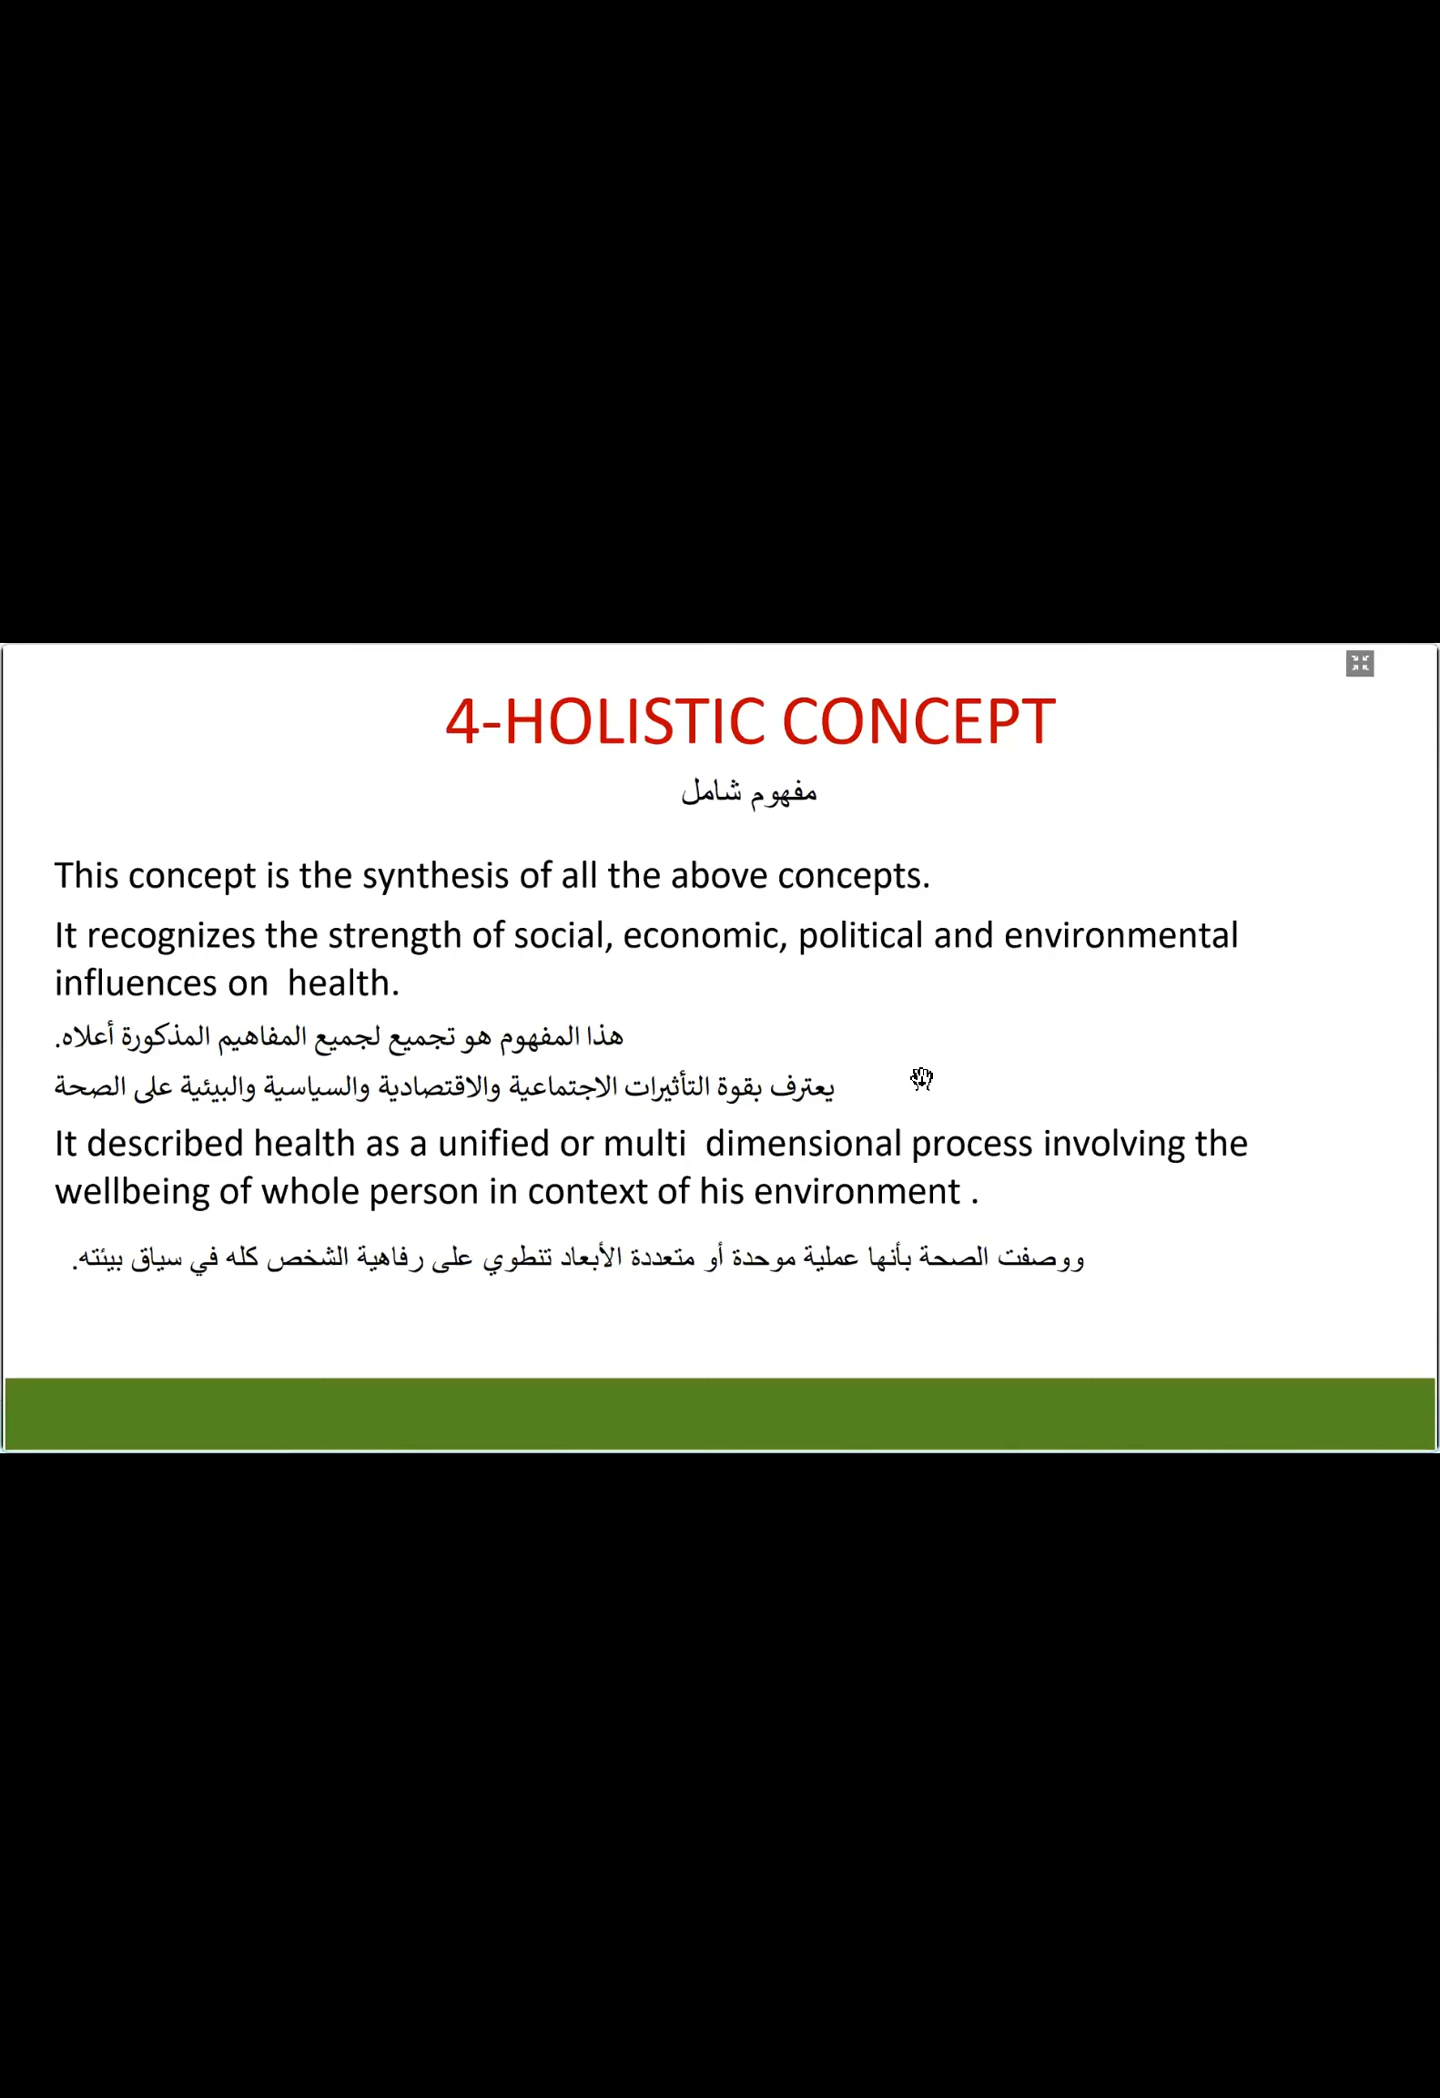 4-HOLISTIC CONCEPT
مفهوم شامل
This concept is the synthesis of all the above concepts.
It recognizes the strength of social, economic, political and environmental
influences on  health.
هذا المفهوم هو تجميع لجميع المفاهيم المذكورة أعلاه.
يعترف بقوة التأثيرات الاجتماعية والاقتصادية والسياسية والبيئية على الصحة
It described health as a unified or multi  dimensional process involving the
wellbeing of whole person in context of his environment .
ووصفت الصحة بأنها عملية موحدة أو متعددة الأبعاد تنطوي على رفاهية الشخص كله في سياق بيئته.